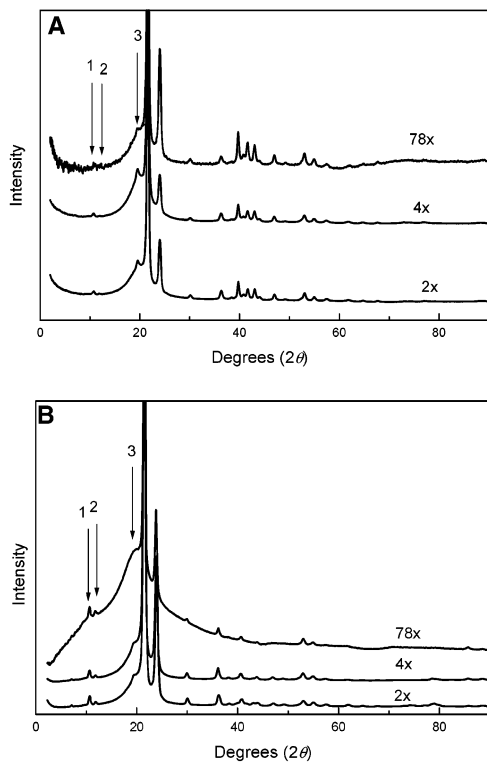 A
1 2 3
78x
4x
2x
Intensity
0 20 40 60 80
Degrees (2θ)
B
1 2 3
78x
4x
2x
Intensity
0 20 40 60 80
Degrees (2θ)